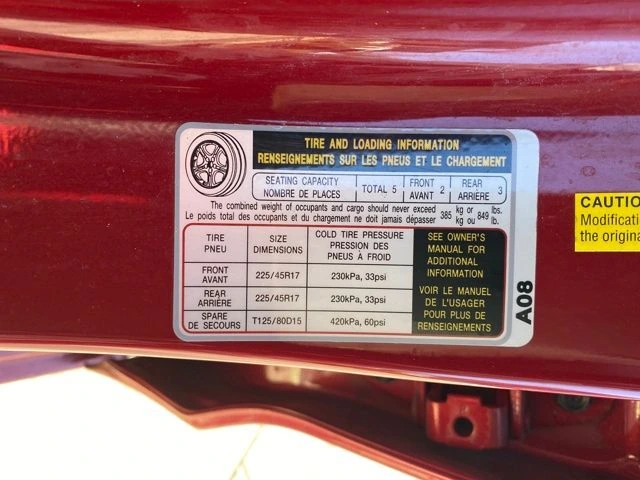 TIRE AND LOADING INFORMATION
RENSEIGNEMENTS SUR LES PNEUS ET LE CHARGEMENT
SEATING CAPACITY
NOMBRE DE PLACES
TOTAL 5
FRONT
AVANT 2
REAR
ARRIÈRE 3
The combined weight of occupants and cargo should never exceed 385 kg or 849 lbs.
Le poids total des occupants et du chargement ne doit jamais dépasser kg ou lb.
TIRE
PNEU
SIZE
DIMENSIONS
COLD TIRE PRESSURE
PRESSION DES
PNEUS À FROID
FRONT
AVANT
225/45R17
230kPa, 33psi
REAR
ARRIÈRE
225/45R17
230kPa, 33psi
SPARE
DE SECOURS
T125/80D15
420kPa, 60psi
SEE OWNER'S
MANUAL FOR
ADDITIONAL
INFORMATION
VOIR LE MANUEL
DE L'USAGER
POUR PLUS DE
RENSEIGNEMENTS
A08
CAUTIO
Modificati
the origina